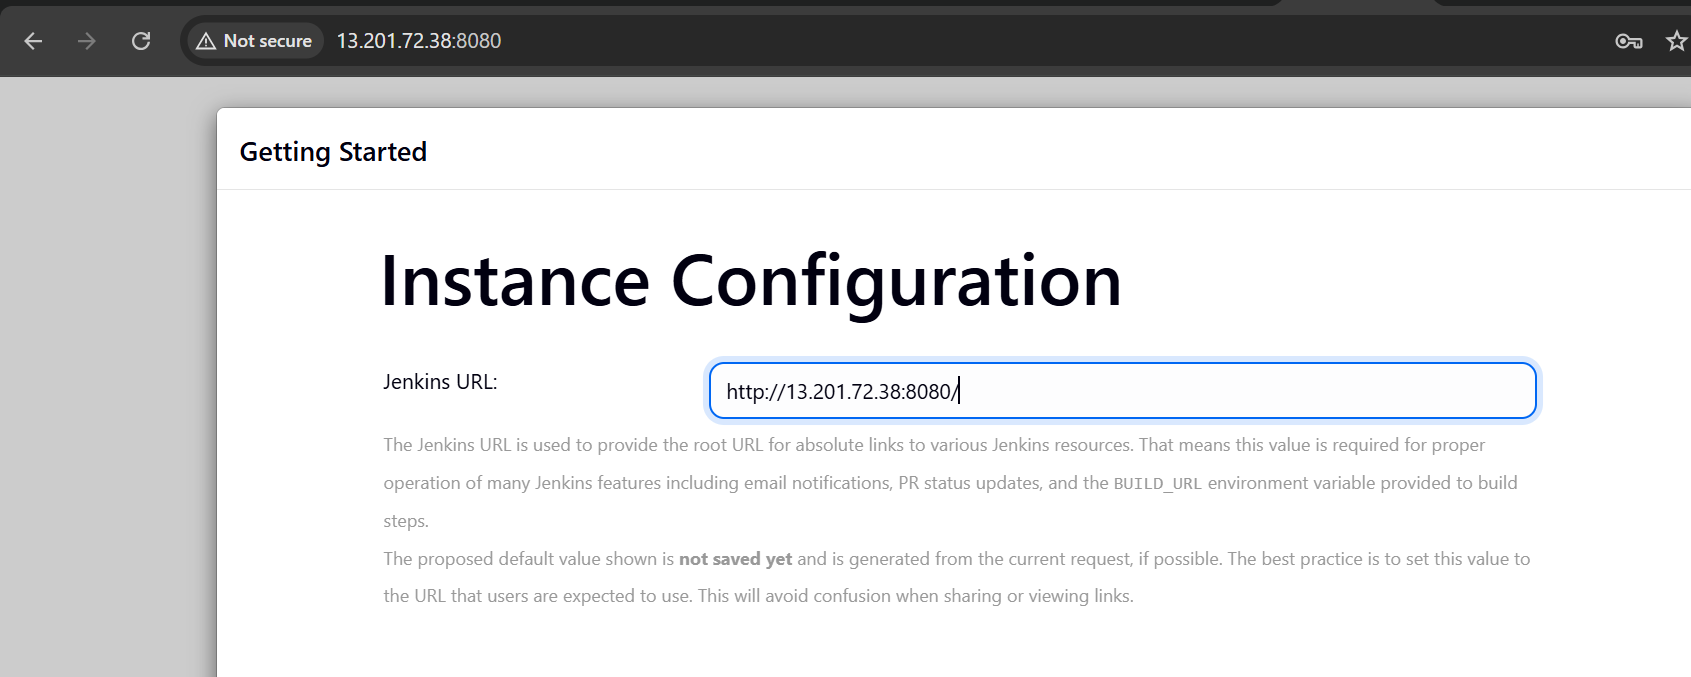 Not secure 13.201.72.38:8080
Getting Started
Instance Configuration
Jenkins URL:
http://13.201.72.38:8080/
The Jenkins URL is used to provide the root URL for absolute links to various Jenkins resources. That means this value is required for proper
operation of many Jenkins features including email notifications, PR status updates, and the BUILD_URL environment variable provided to build
steps.
The proposed default value shown is not saved yet and is generated from the current request, if possible. The best practice is to set this value to
the URL that users are expected to use. This will avoid confusion when sharing or viewing links.